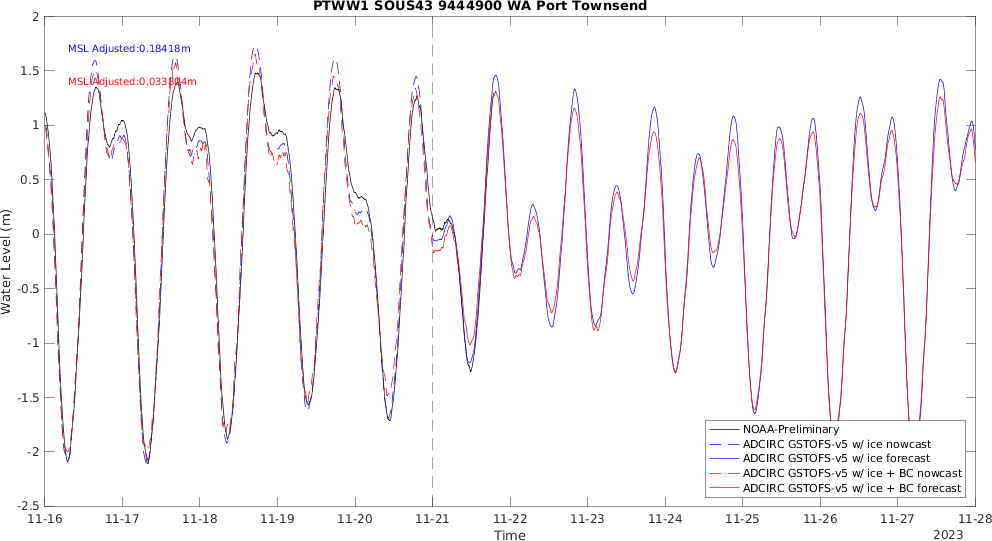 PTWW1 SOUS43 9444900 WA Port Townsend
MSL Adjusted:0.18418m
Water Level (m)
2
1.5
1
0.5
0
-0.5
-1
-1.5
-2
-2.5
NOAA-Preliminary
ADCIRC GSTOFS-v5 w/ ice nowcast
ADCIRC GSTOFS-v5 w/ ice forecast
ADCIRC GSTOFS-v5 w/ ice + BC nowcast
ADCIRC GSTOFS-v5 w/ ice + BC forecast
11-16 11-17 11-18 11-19 11-20 11-21 11-22 11-23 11-24 11-25 11-26 11-27 11-28
Time
2023